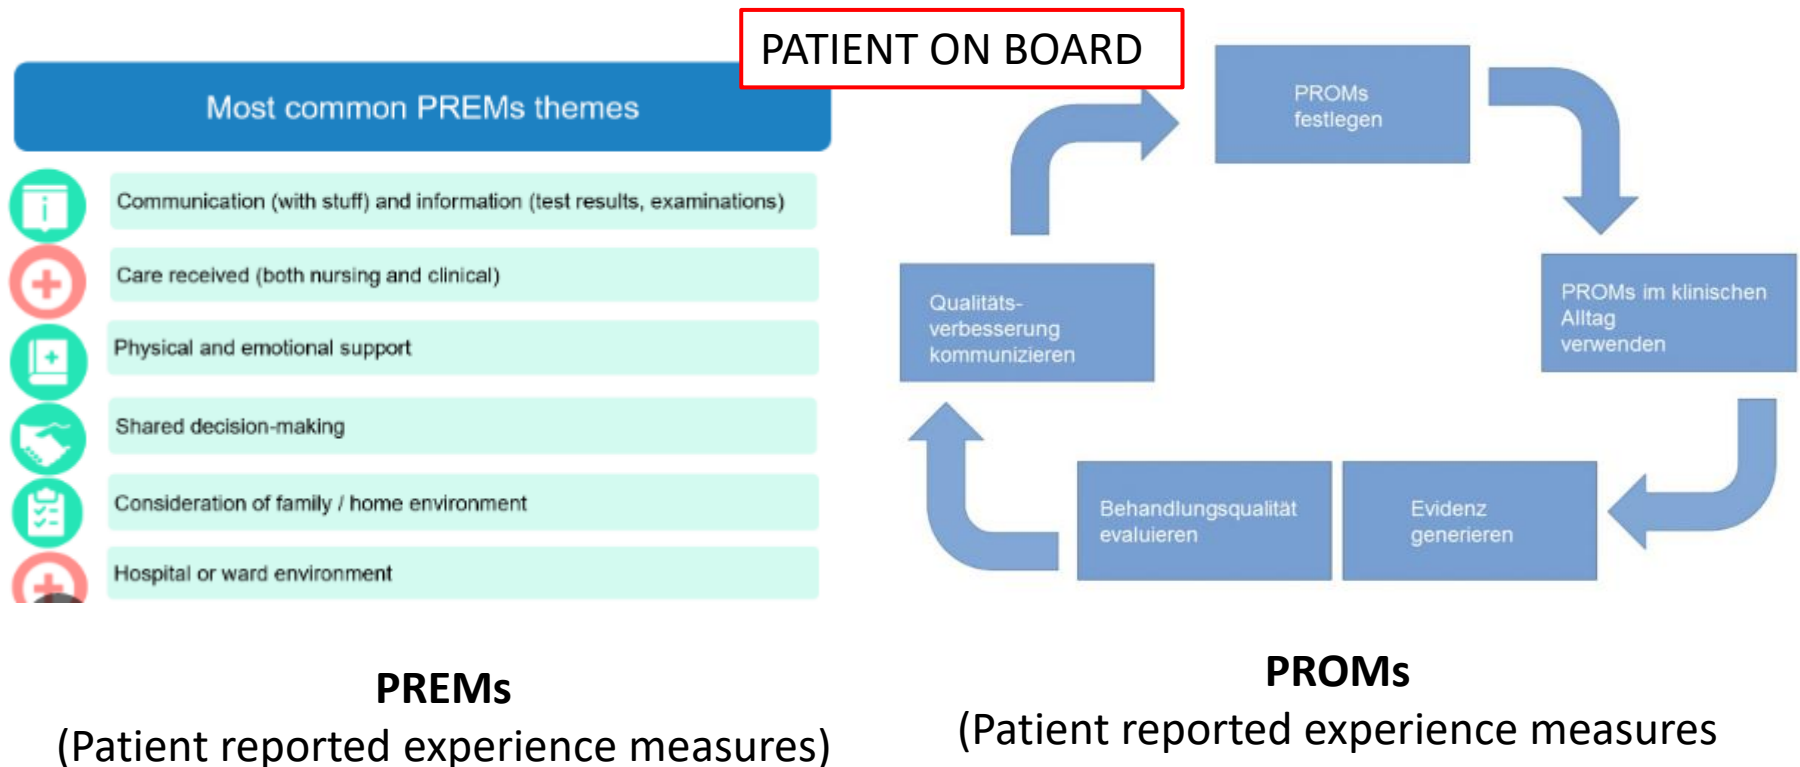 PATIENT ON BOARD
Most common PREMs themes
Communication (with stuff) and information (test results, examinations)
Care received (both nursing and clinical)
Physical and emotional support
Shared decision-making
Consideration of family / home environment
Hospital or ward environment
PREMs
(Patient reported experience measures)
PROMs
festlegen
PROMs im klinischen
Alltag
verwenden
Evidenz
generieren
Behandlungsqualität
evaluieren
Qualitäts-
verbesserung
kommunizieren
PROMs
(Patient reported experience measures